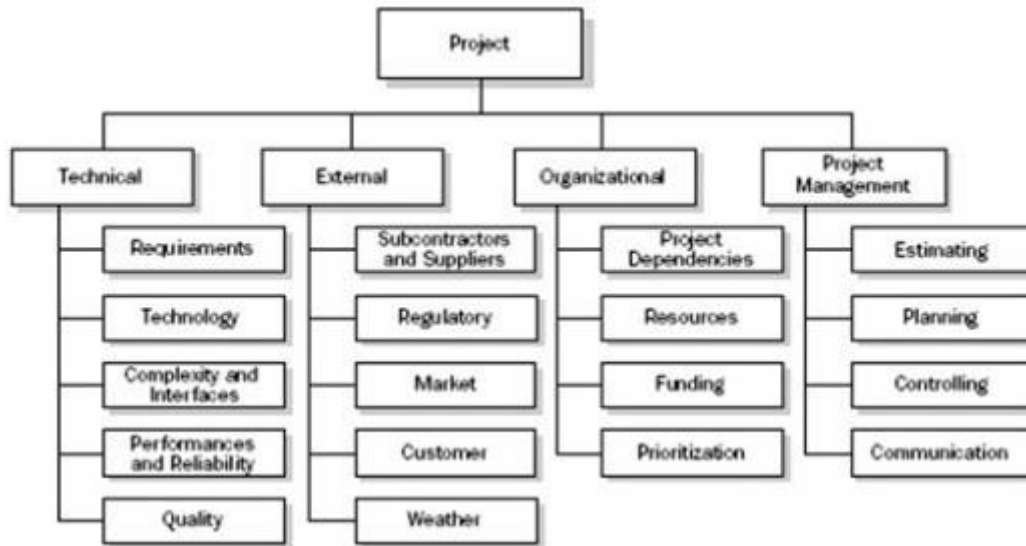 Project
Technical
External
Organizational
Project
Management
Requirements
Technology
Complexity and
Interfaces
Performances
and Reliability
Quality
Subcontractors
and Suppliers
Regulatory
Market
Customer
Weather
Project
Dependencies
Resources
Funding
Prioritization
Estimating
Planning
Controlling
Communication